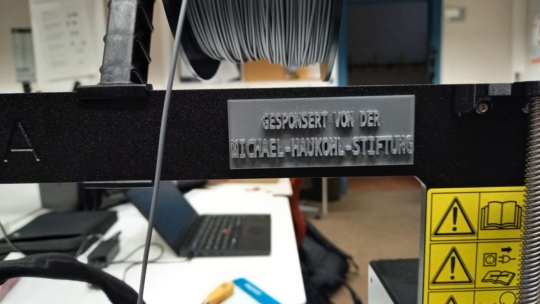 GESPONSERT VON DER
MICHAEL-HAUKOHL-STIFTUNG
A